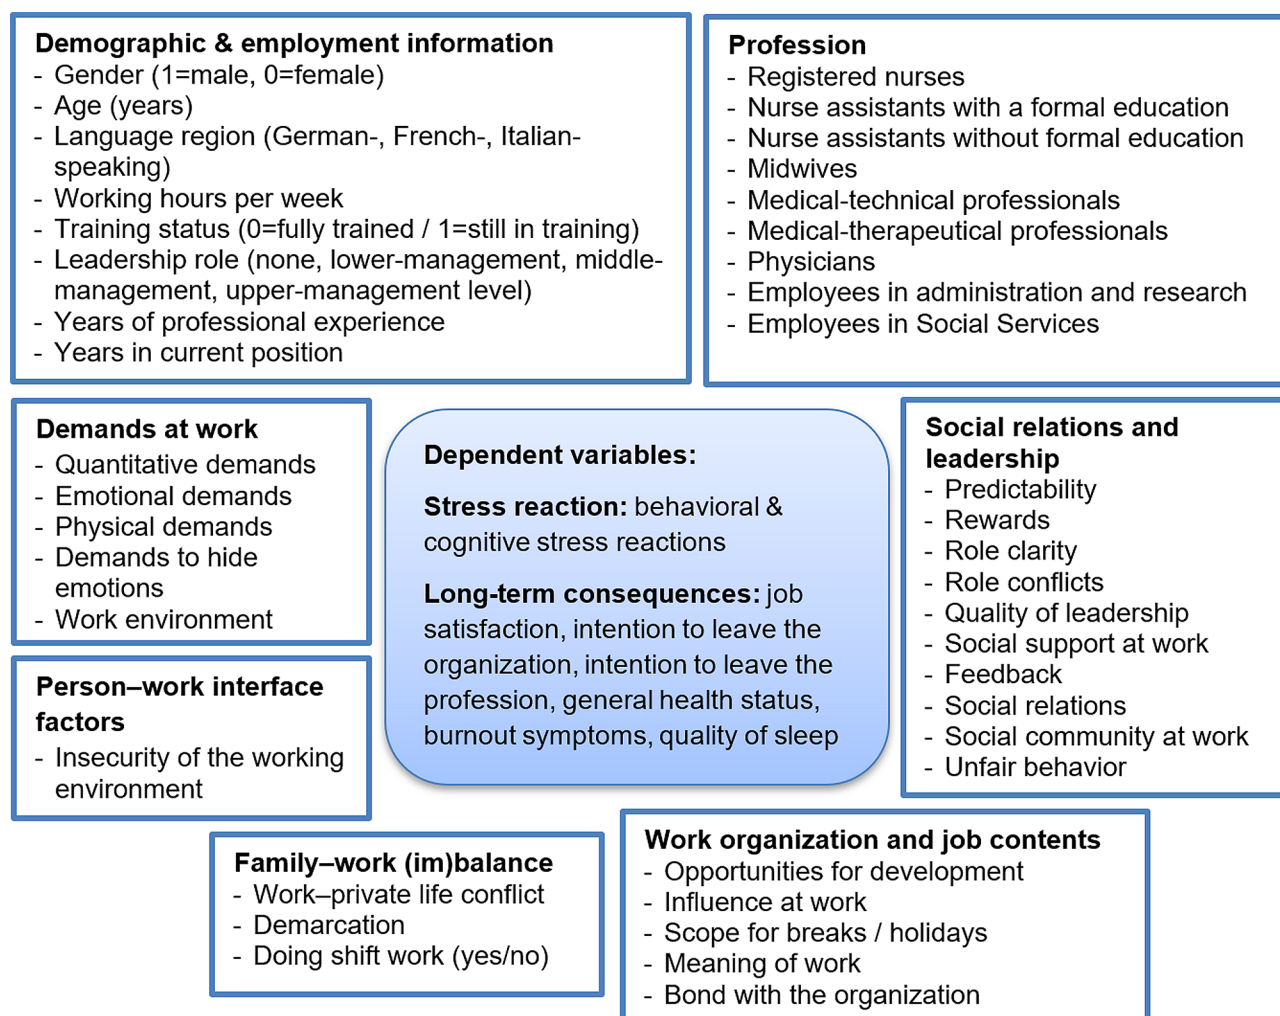 Demographic & employment information
- Gender (1=male, 0=female)
- Age (years)
- Language region (German-, French-, Italian-
speaking)
- Working hours per week
- Training status (0=fully trained / 1=still in training)
- Leadership role (none, lower-management, middle-
management, upper-management level)
- Years of professional experience
- Years in current position
Profession
- Registered nurses
- Nurse assistants with a formal education
- Nurse assistants without formal education
- Midwives
- Medical-technical professionals
- Medical-therapeutical professionals
- Physicians
- Employees in administration and research
- Employees in Social Services
Demands at work
- Quantitative demands
- Emotional demands
- Physical demands
- Demands to hide
emotions
- Work environment
Person–work interface
factors
- Insecurity of the working
environment
Dependent variables:
Stress reaction: behavioral &
cognitive stress reactions
Long-term consequences: job
satisfaction, intention to leave the
organization, intention to leave the
profession, general health status,
burnout symptoms, quality of sleep
Social relations and
leadership
- Predictability
- Rewards
- Role clarity
- Role conflicts
- Quality of leadership
- Social support at work
- Feedback
- Social relations
- Social community at work
- Unfair behavior
Family–work (im)balance
- Work–private life conflict
- Demarcation
- Doing shift work (yes/no)
Work organization and job contents
- Opportunities for development
- Influence at work
- Scope for breaks / holidays
- Meaning of work
- Bond with the organization